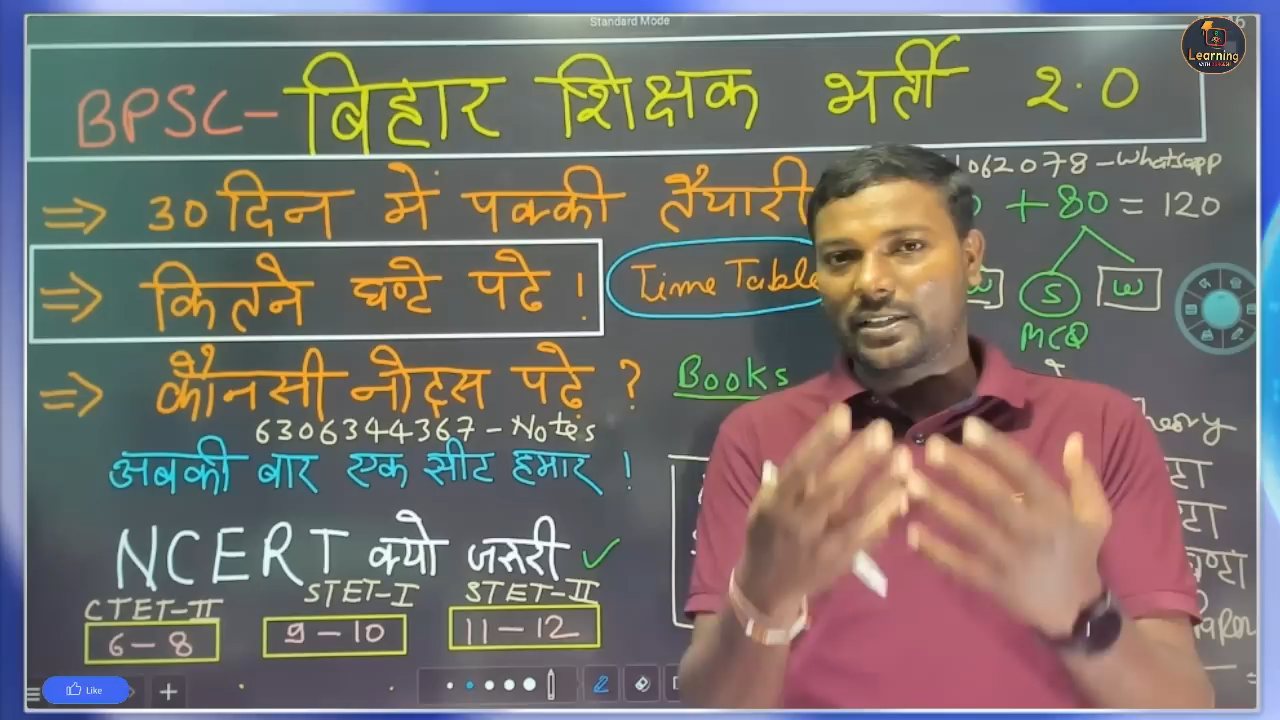 Standard Mode
Learning
BPSC- बिहार शिक्षक भर्ती 2.0
⇒ 30 दिन में पक्की तैयारी
062078-Whatsapp
+80 = 120
⇒ कितने घण्टे पढे !
Time Table
S
W
MCQ
+
⇒ कौनसी नोट्स पढे ?
Books
6306344367-Notes
अबकी बार एक सीट हमार !
NCERT क्यो जरुरी ✓
CTET-II
STET-I
STET-II
6-8
9-10
11-12
Like